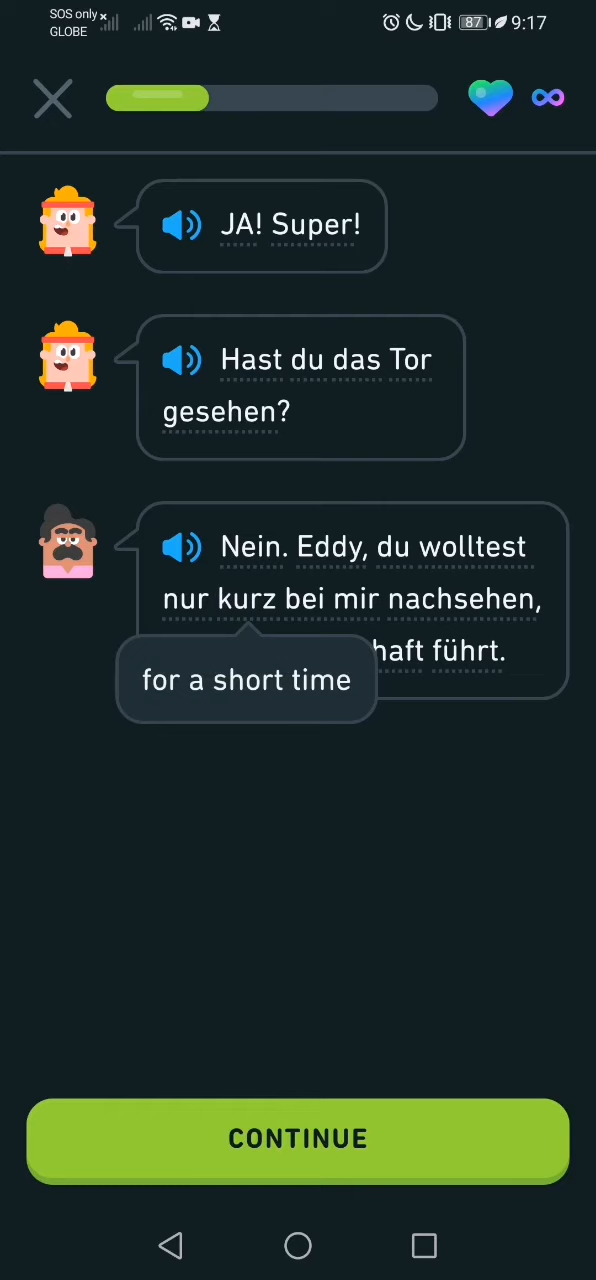 SOS only
GLOBE
87 9:17
JA! Super!
Hast du das Tor
gesehen?
Nein. Eddy, du wolltest
nur kurz bei mir nachsehen,
haft führt.
for a short time
CONTINUE